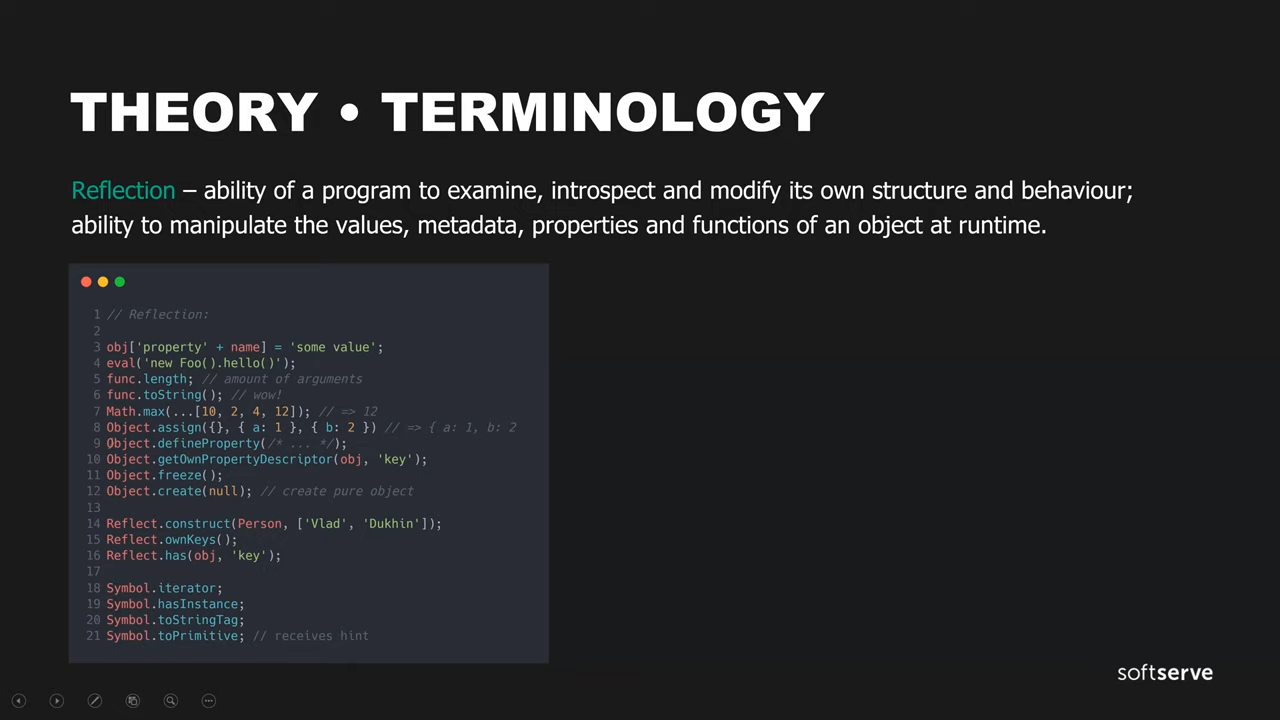 THEORY • TERMINOLOGY
Reflection – ability of a program to examine, introspect and modify its own structure and behaviour;
ability to manipulate the values, metadata, properties and functions of an object at runtime.
1 // Reflection:
2
3 obj['property' + name] = 'some value';
4 eval('new Foo().hello()');
5 func.length; // amount of arguments
6 func.toString(); // wow!
7 Math.max(...[10, 2, 4, 12]); // => 12
8 Object.assign({}, { a: 1 }, { b: 2 }) // => { a: 1, b: 2
9 Object.defineProperty(/* ... */);
10 Object.getOwnPropertyDescriptor(obj, 'key');
11 Object.freeze();
12 Object.create(null); // create pure object
13
14 Reflect.construct(Person, ['Vlad', 'Dukhin']);
15 Reflect.ownKeys();
16 Reflect.has(obj, 'key');
17
18 Symbol.iterator;
19 Symbol.hasInstance;
20 Symbol.toStringTag;
21 Symbol.toPrimitive; // receives hint
softserve